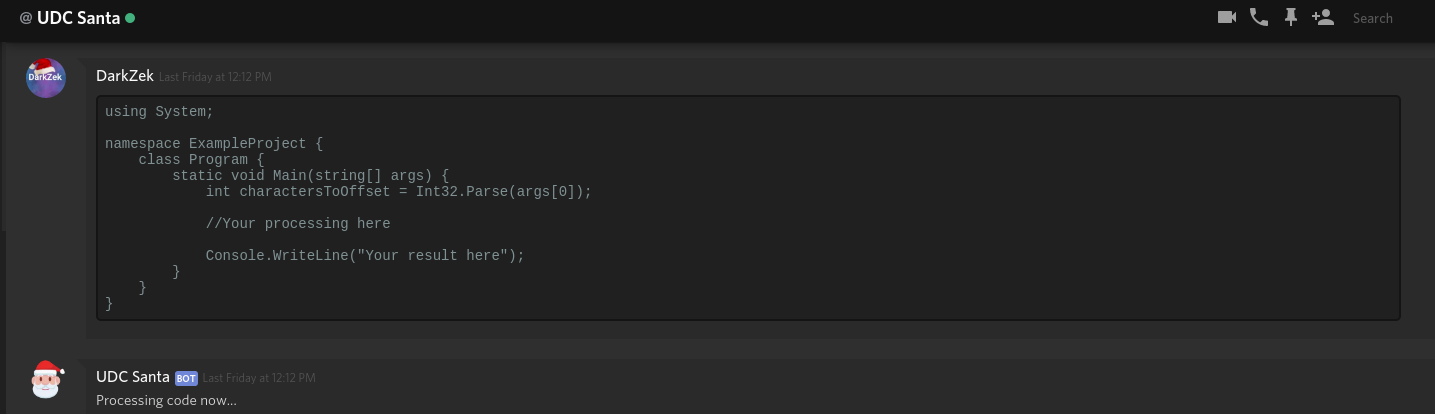 @ UDC Santa
Search
DarkZek
DarkZek Last Friday at 12:12 PM
using System;
namespace ExampleProject {
    class Program {
        static void Main(string[] args) {
            int charactersToOffset = Int32.Parse(args[0]);
            //Your processing here
            Console.WriteLine("Your result here");
        }
    }
}
UDC Santa BOT Last Friday at 12:12 PM
Processing code now...